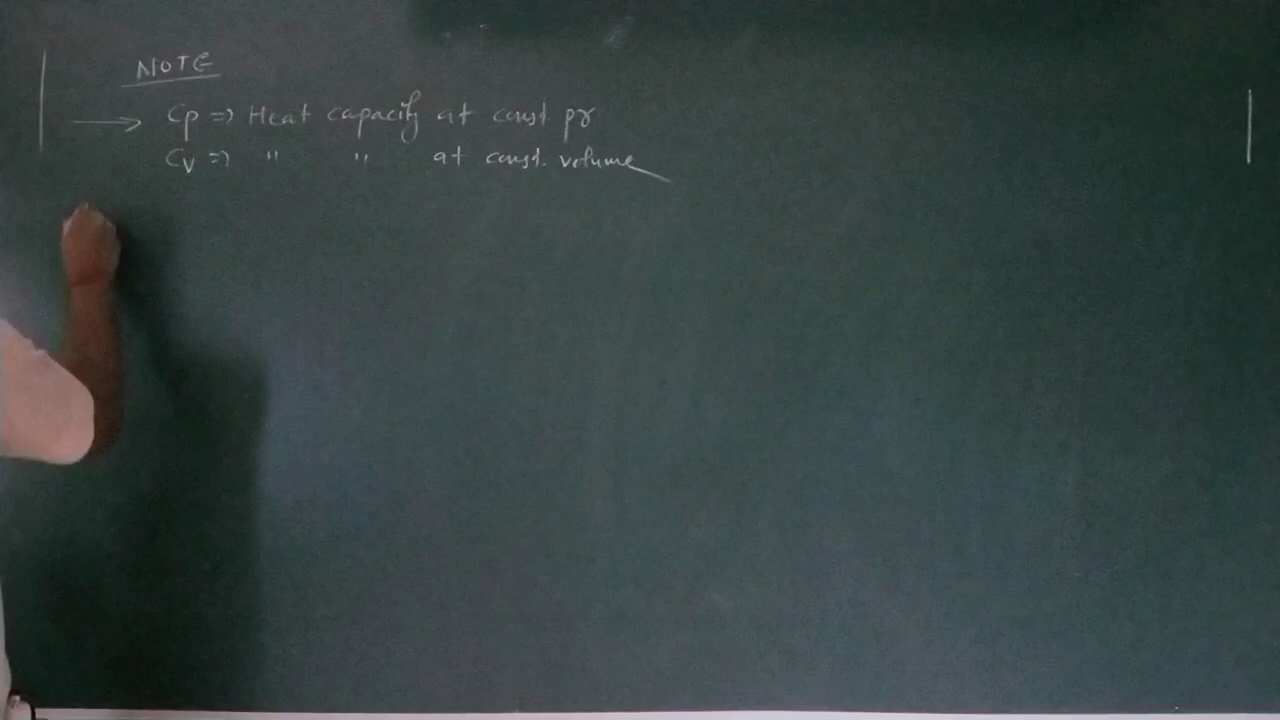 NOTE
→ Cp => Heat capacity at const pr
Cv => " " at const. volume